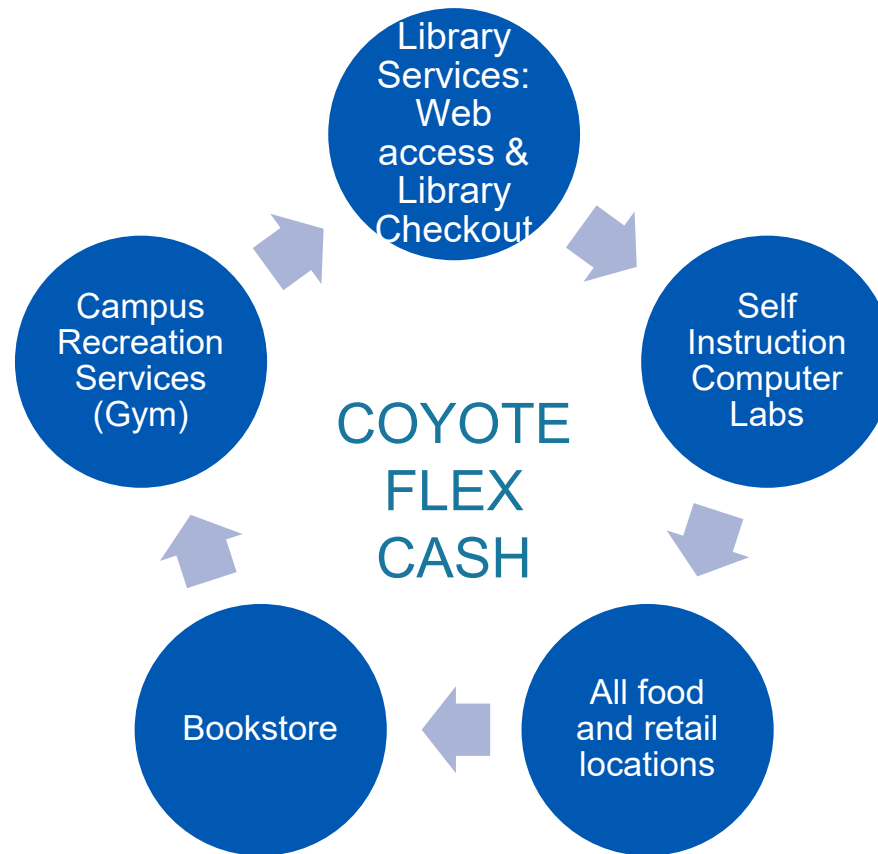 Library
Services:
Web
access &
Library
Checkout
Self
Instruction
Computer
Labs
All food
and retail
locations
Bookstore
Campus
Recreation
Services
(Gym)
COYOTE
FLEX
CASH